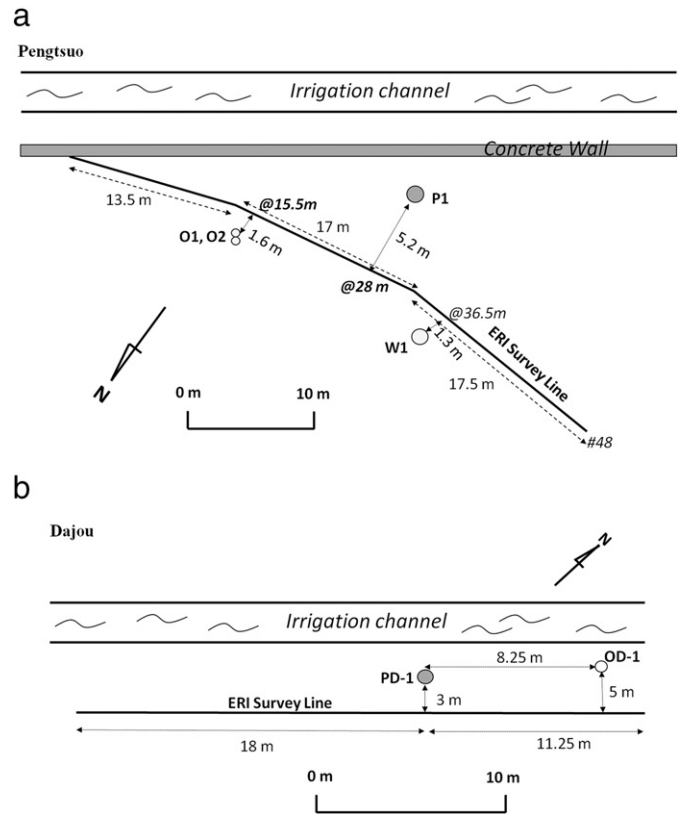 a
Pengtsuo
Irrigation channel
Concrete Wall
13.5 m
@15.5m
17 m
P1
O1, O2
1.6 m
5.2 m
@28 m
@36.5m
W1
1.3 m
ERI Survey Line
17.5 m
N
0 m 10 m
#48
b
Dajou
N
Irrigation channel
8.25 m
OD-1
PD-1
3 m
5 m
ERI Survey Line
18 m
11.25 m
0 m 10 m